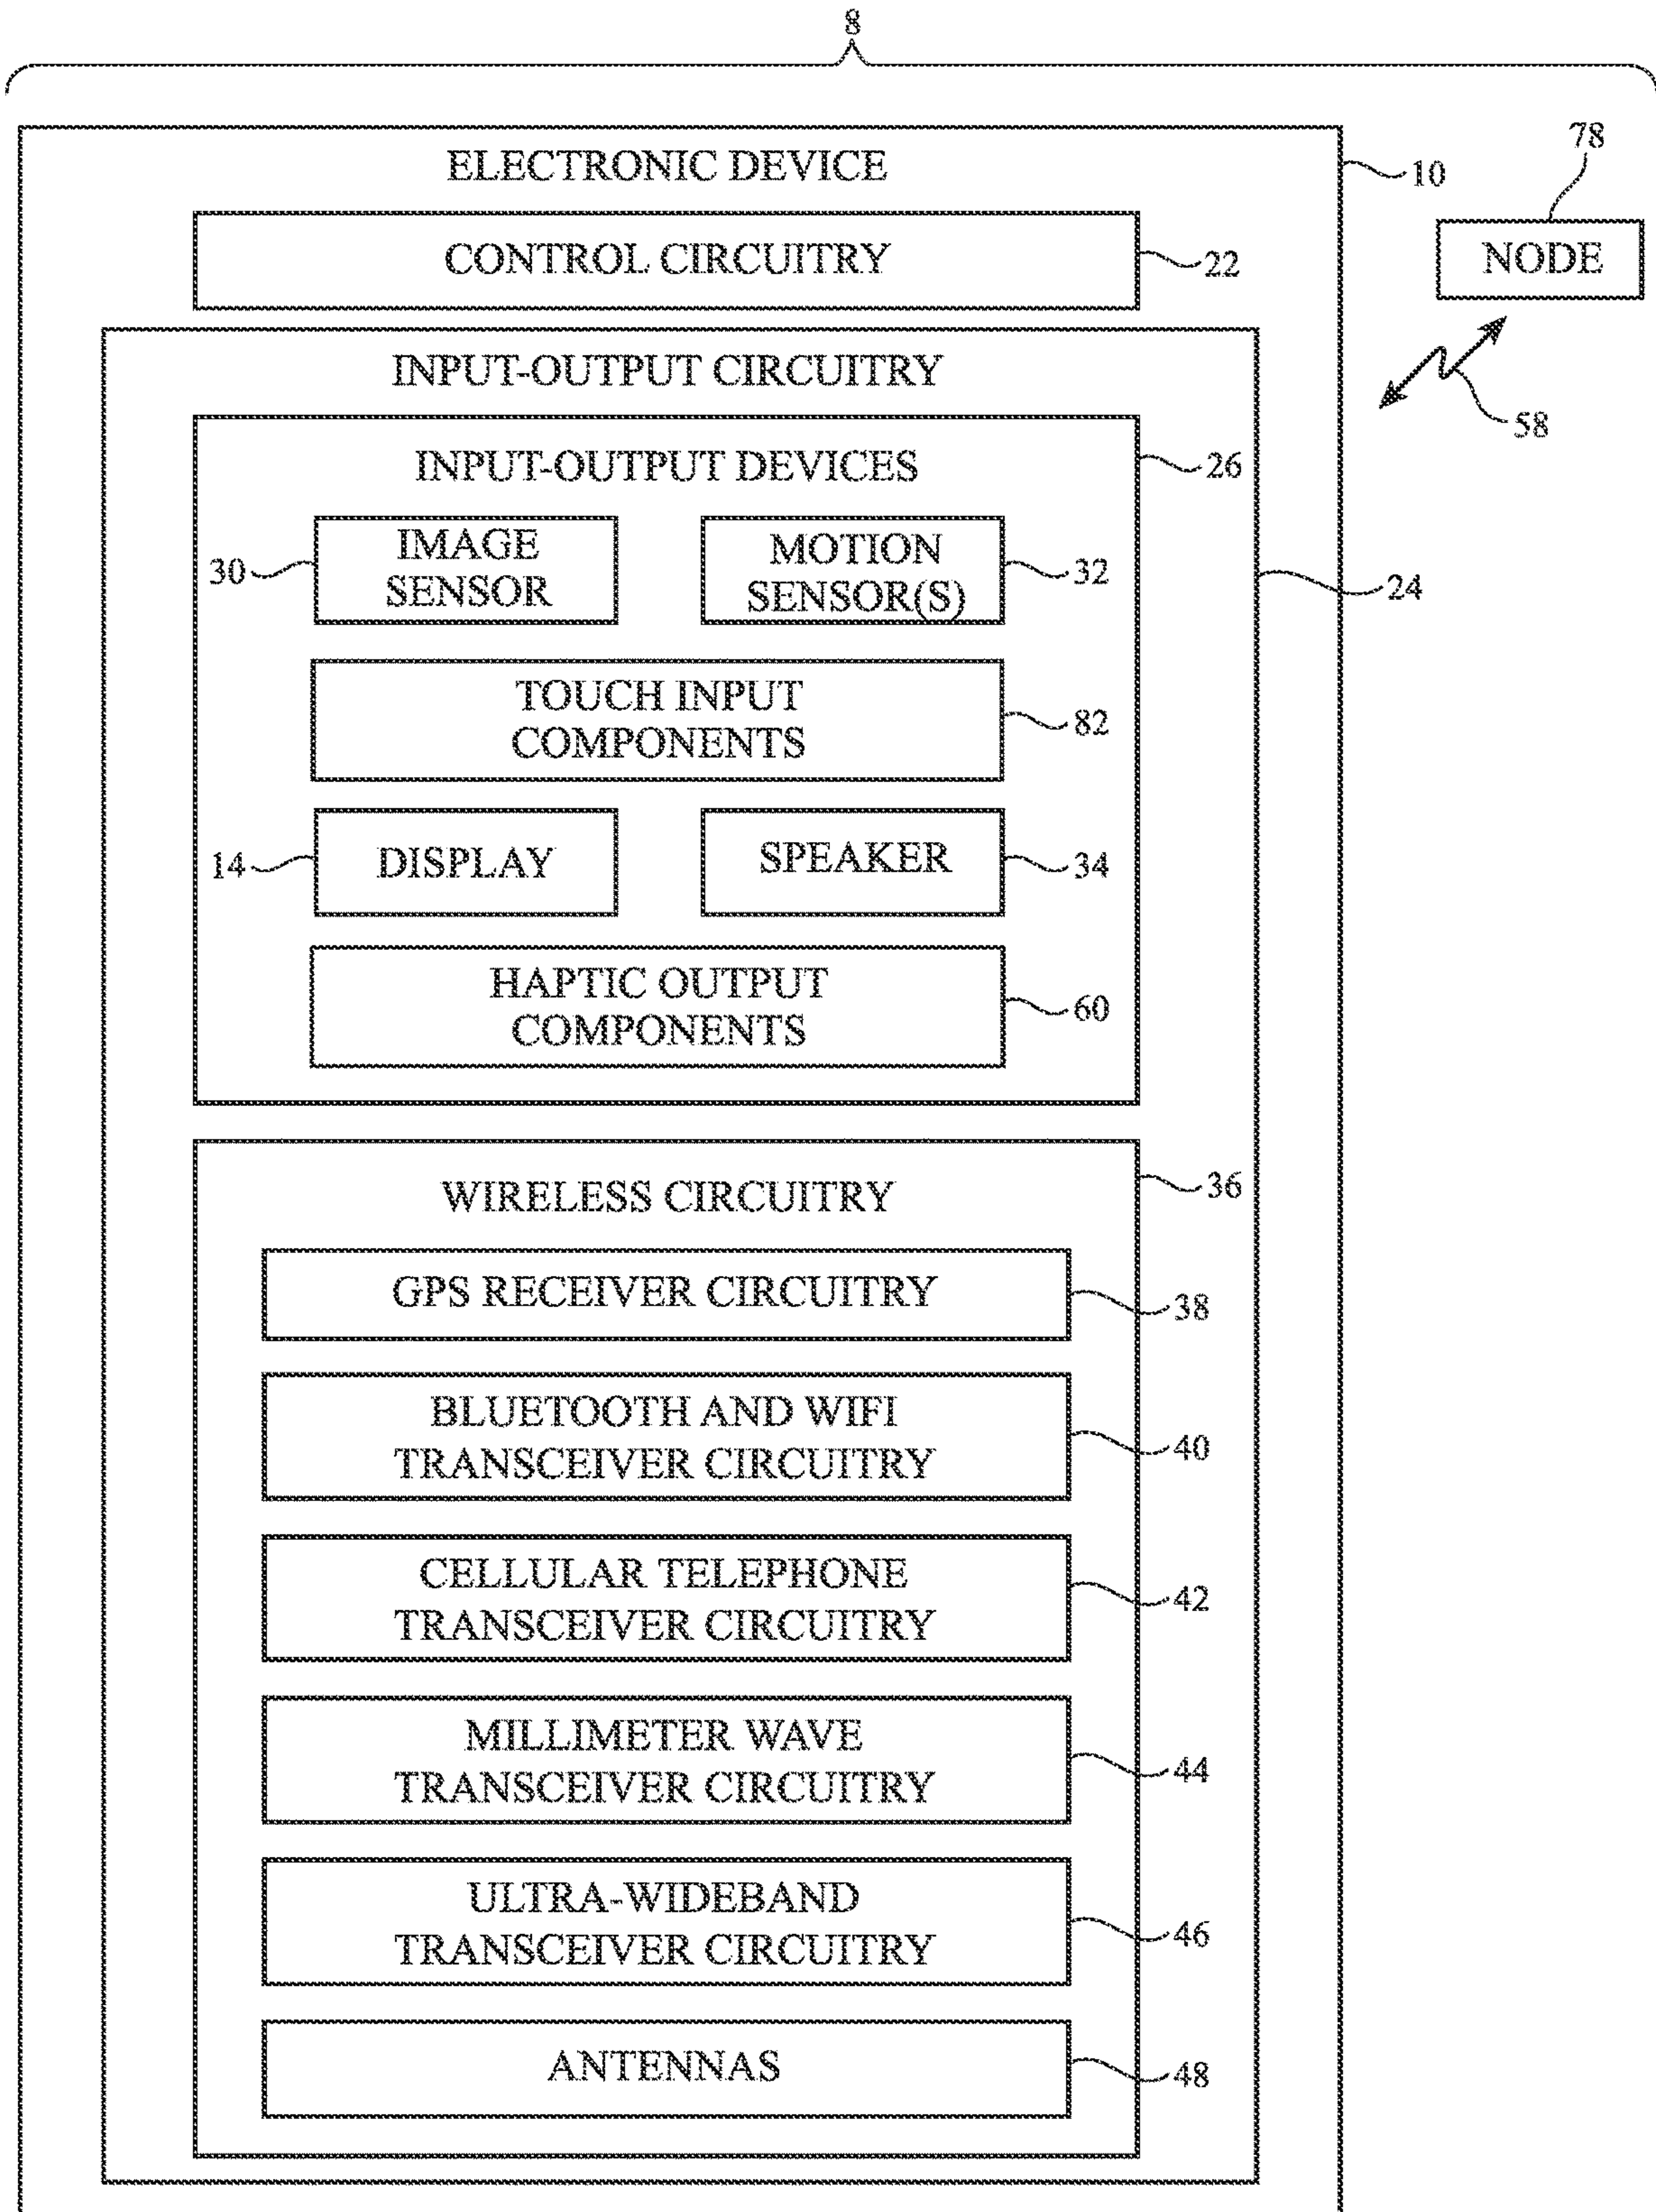 8
ELECTRONIC DEVICE
10
78
CONTROL CIRCUITRY
22
NODE
INPUT-OUTPUT CIRCUITRY
58
INPUT-OUTPUT DEVICES
26
30
IMAGE
SENSOR
MOTION
SENSOR(S)
32
24
TOUCH INPUT
COMPONENTS
82
14
DISPLAY
SPEAKER
34
HAPTIC OUTPUT
COMPONENTS
60
WIRELESS CIRCUITRY
36
GPS RECEIVER CIRCUITRY
38
BLUETOOTH AND WIFI
TRANSCEIVER CIRCUITRY
40
CELLULAR TELEPHONE
TRANSCEIVER CIRCUITRY
42
MILLIMETER WAVE
TRANSCEIVER CIRCUITRY
44
ULTRA-WIDEBAND
TRANSCEIVER CIRCUITRY
46
ANTENNAS
48